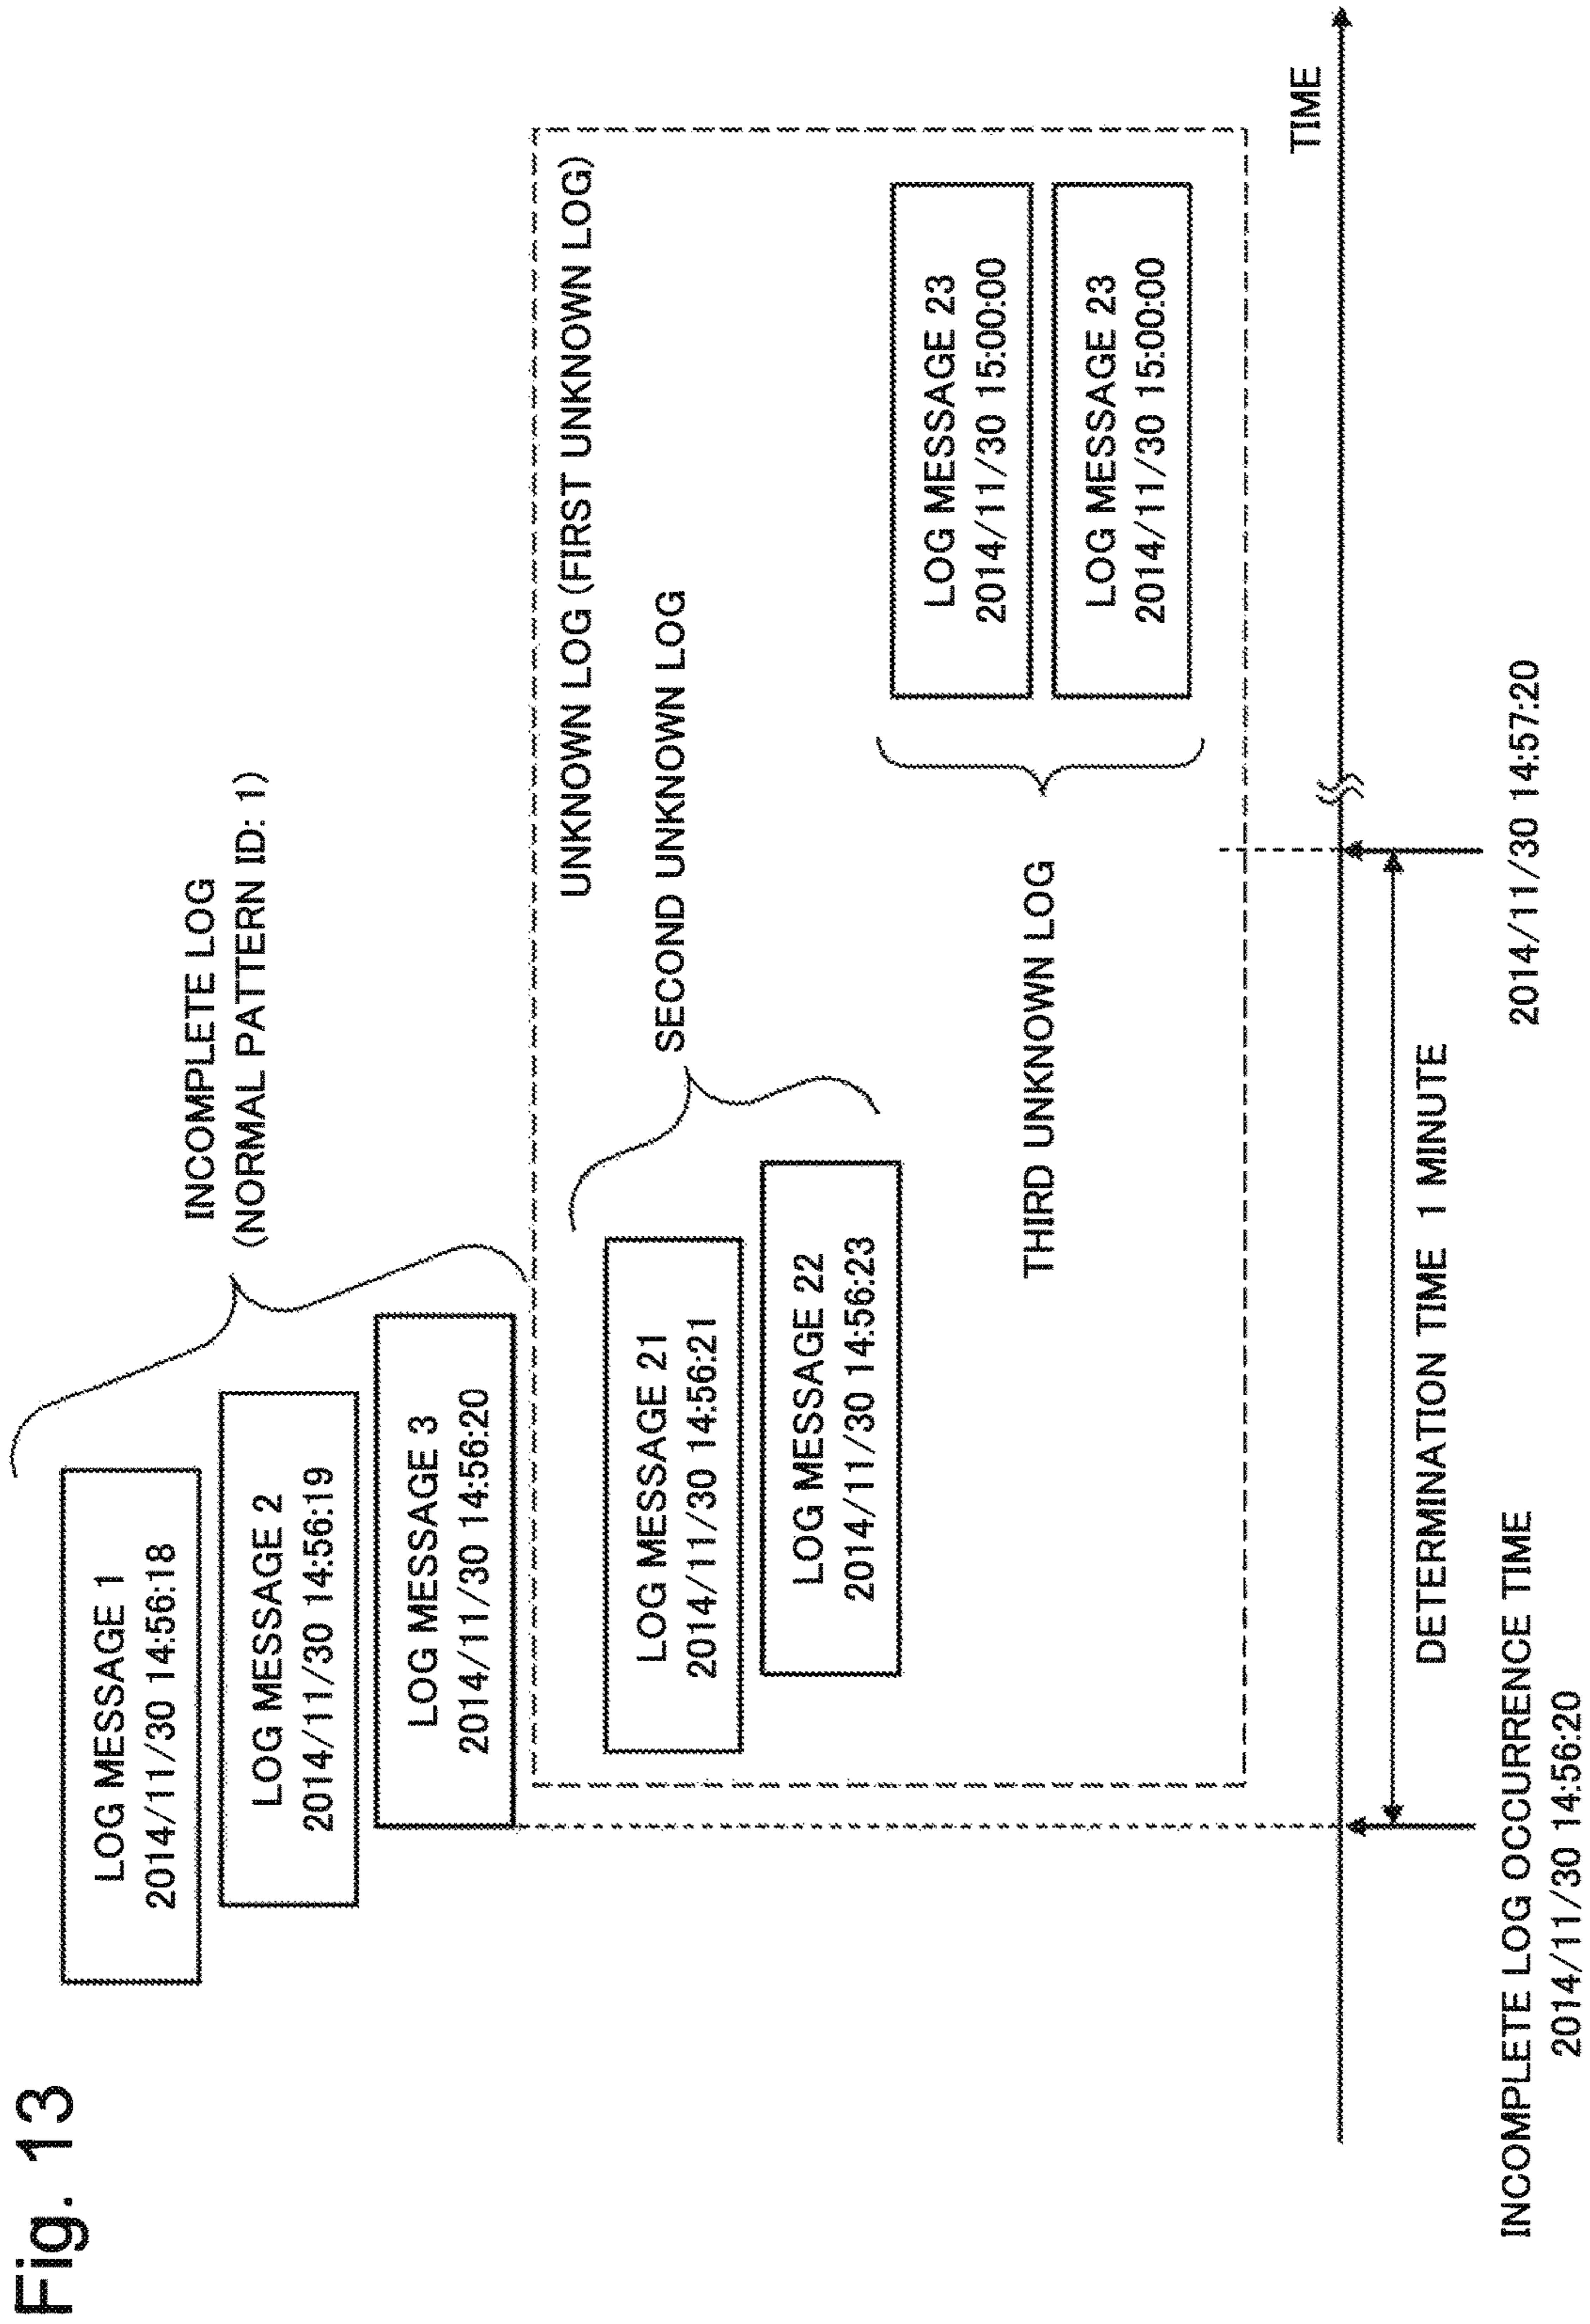 Fig. 13
LOG MESSAGE 1
2014/11/30 14:56:18
LOG MESSAGE 2
2014/11/30 14:56:19
LOG MESSAGE 3
2014/11/30 14:56:20
INCOMPLETE LOG
(NORMAL PATTERN ID: 1)
UNKNOWN LOG (FIRST UNKNOWN LOG)
LOG MESSAGE 21
2014/11/30 14:56:21
LOG MESSAGE 22
2014/11/30 14:56:23
SECOND UNKNOWN LOG
THIRD UNKNOWN LOG
LOG MESSAGE 23
2014/11/30 15:00:00
LOG MESSAGE 23
2014/11/30 15:00:00
TIME
DETERMINATION TIME 1 MINUTE
INCOMPLETE LOG OCCURRENCE TIME
2014/11/30 14:56:20
2014/11/30 14:57:20